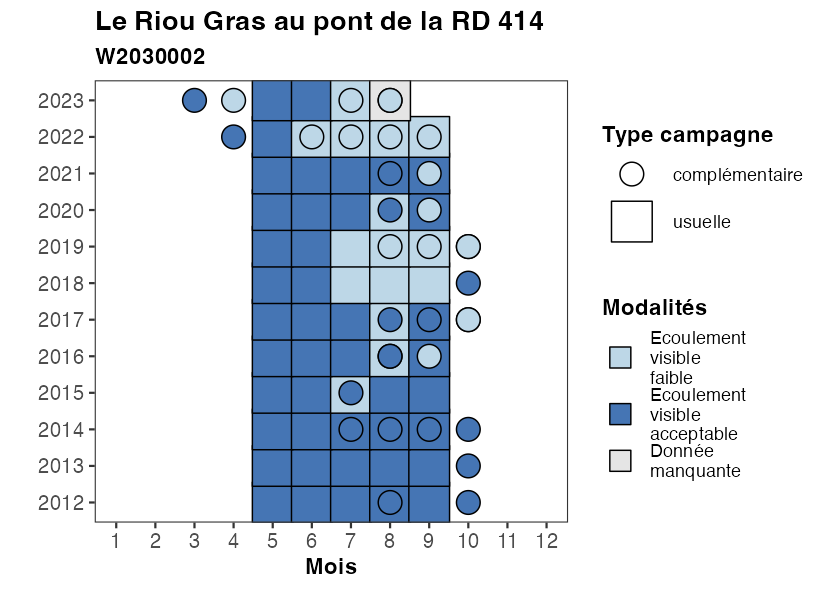 Le Riou Gras au pont de la RD 414
W2030002
2023
2022
2021
2020
2019
2018
2017
2016
2015
2014
2013
2012
1 2 3 4 5 6 7 8 9 10 11 12
Mois
Type campagne
complémentaire
usuelle
Modalités
Ecoulement
visible
faible
Ecoulement
visible
acceptable
Donnée
manquante